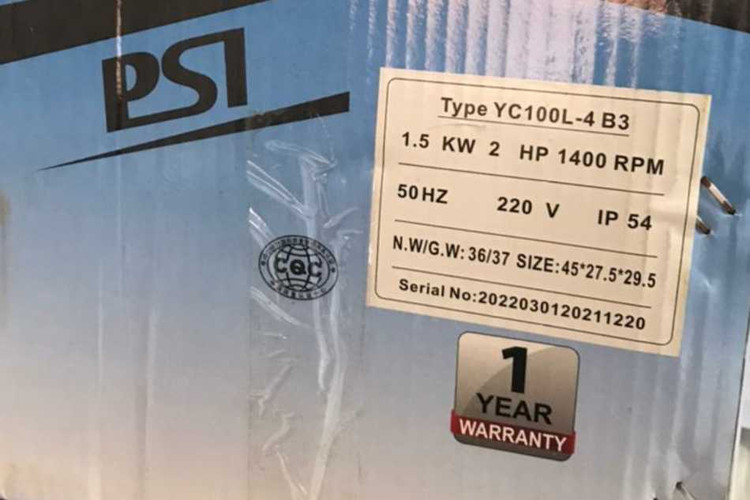 PSI
Type YC100L-4 B3
1.5 KW 2 HP 1400 RPM
50HZ 220 V IP 54
N.W/G.W: 36/37 SIZE:45*27.5*29.5
Serial No:2022030120211220
CQC
1
YEAR
WARRANTY